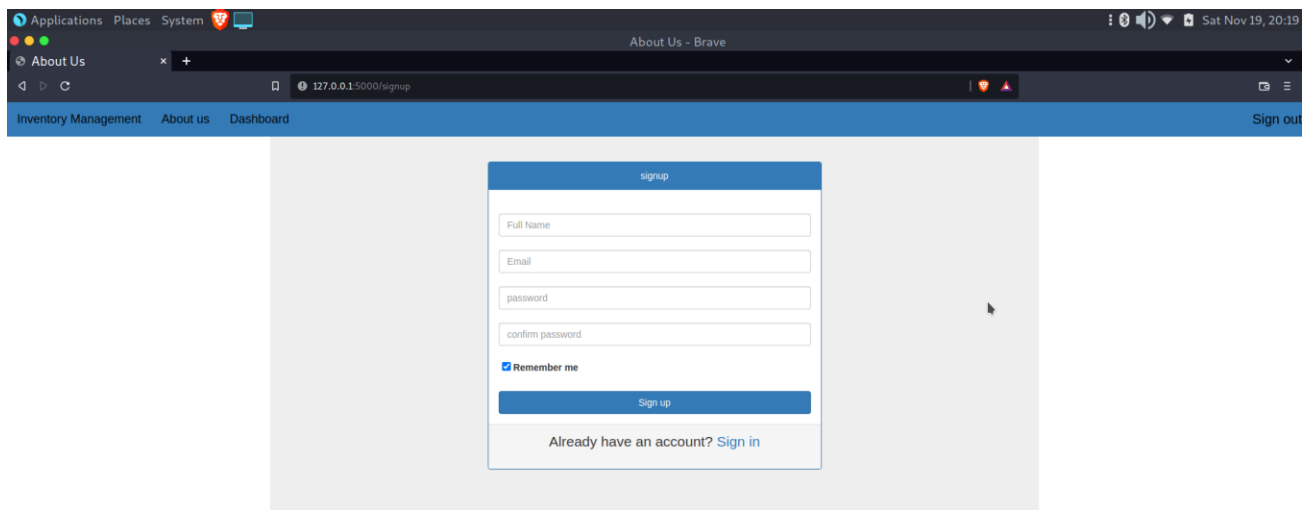 Applications Places System Sat Nov 19, 20:19
About Us - Brave
About Us × +
127.0.0.1:5000/signup
Inventory Management About us Dashboard Sign out
signup
Full Name
Email
password
confirm password
Remember me
Sign up
Already have an account? Sign in